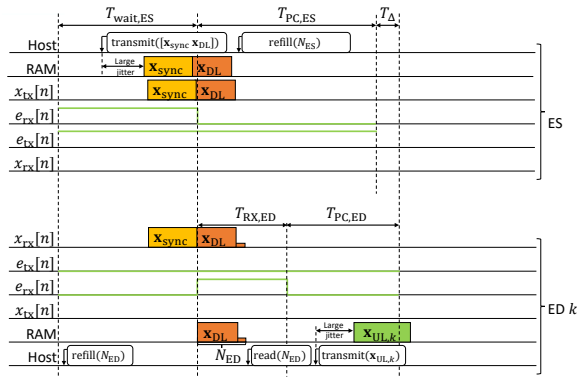 T_wait,ES T_PC,ES T_Δ
Host transmit([x_sync x_DL]) refill(N_ES)
RAM Large jitter x_sync x_DL
x_tx[n] x_sync x_DL
e_rx[n]
e_tx[n]
x_rx[n]
ES
T_RX,ED T_PC,ED
x_rx[n] x_sync x_DL
e_tx[n]
e_rx[n]
x_tx[n]
RAM x_DL Large jitter x_UL,k
N_ED
Host refill(N_ED) read(N_ED) transmit(x_UL,k)
ED k